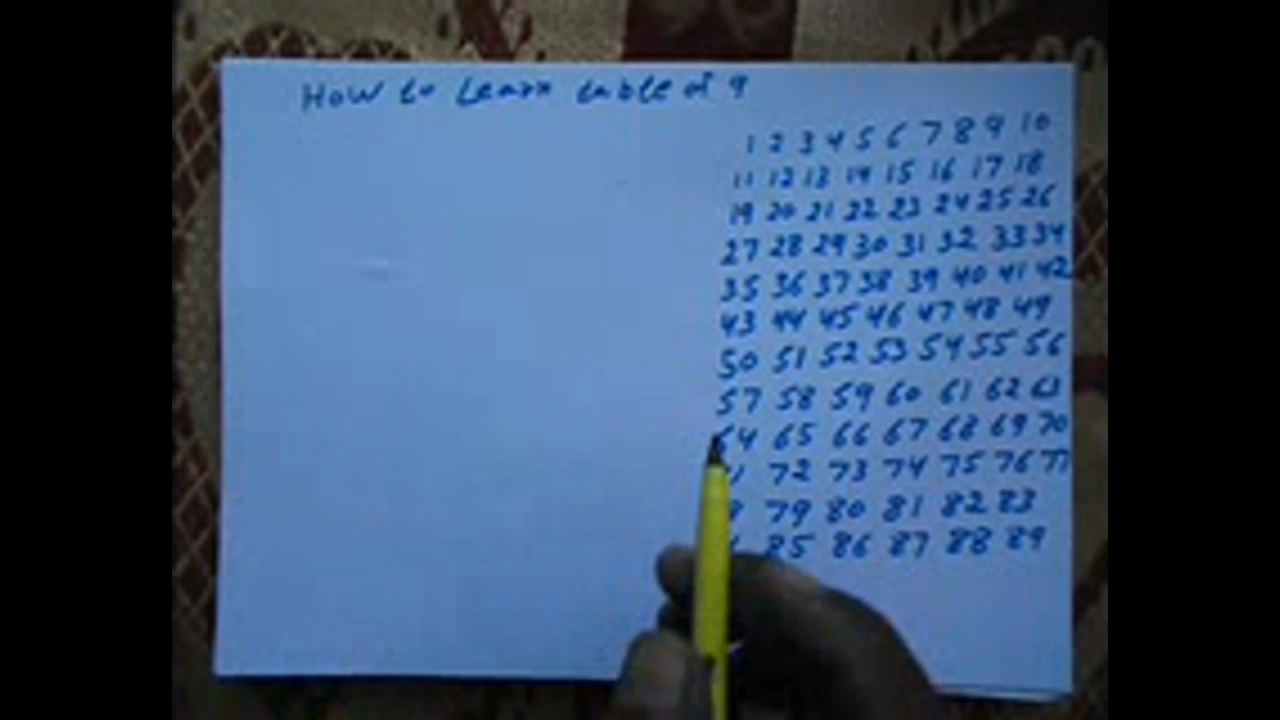 How to Learn table of 9
1 2 3 4 5 6 7 8 9 10
11 12 13 14 15 16 17 18
19 20 21 22 23 24 25 26
27 28 29 30 31 32 33 34
35 36 37 38 39 40 41 42
43 44 45 46 47 48 49
50 51 52 53 54 55 56
57 58 59 60 61 62 63
64 65 66 67 68 69 70
72 73 74 75 76 77
79 80 81 82 83
85 86 87 88 89